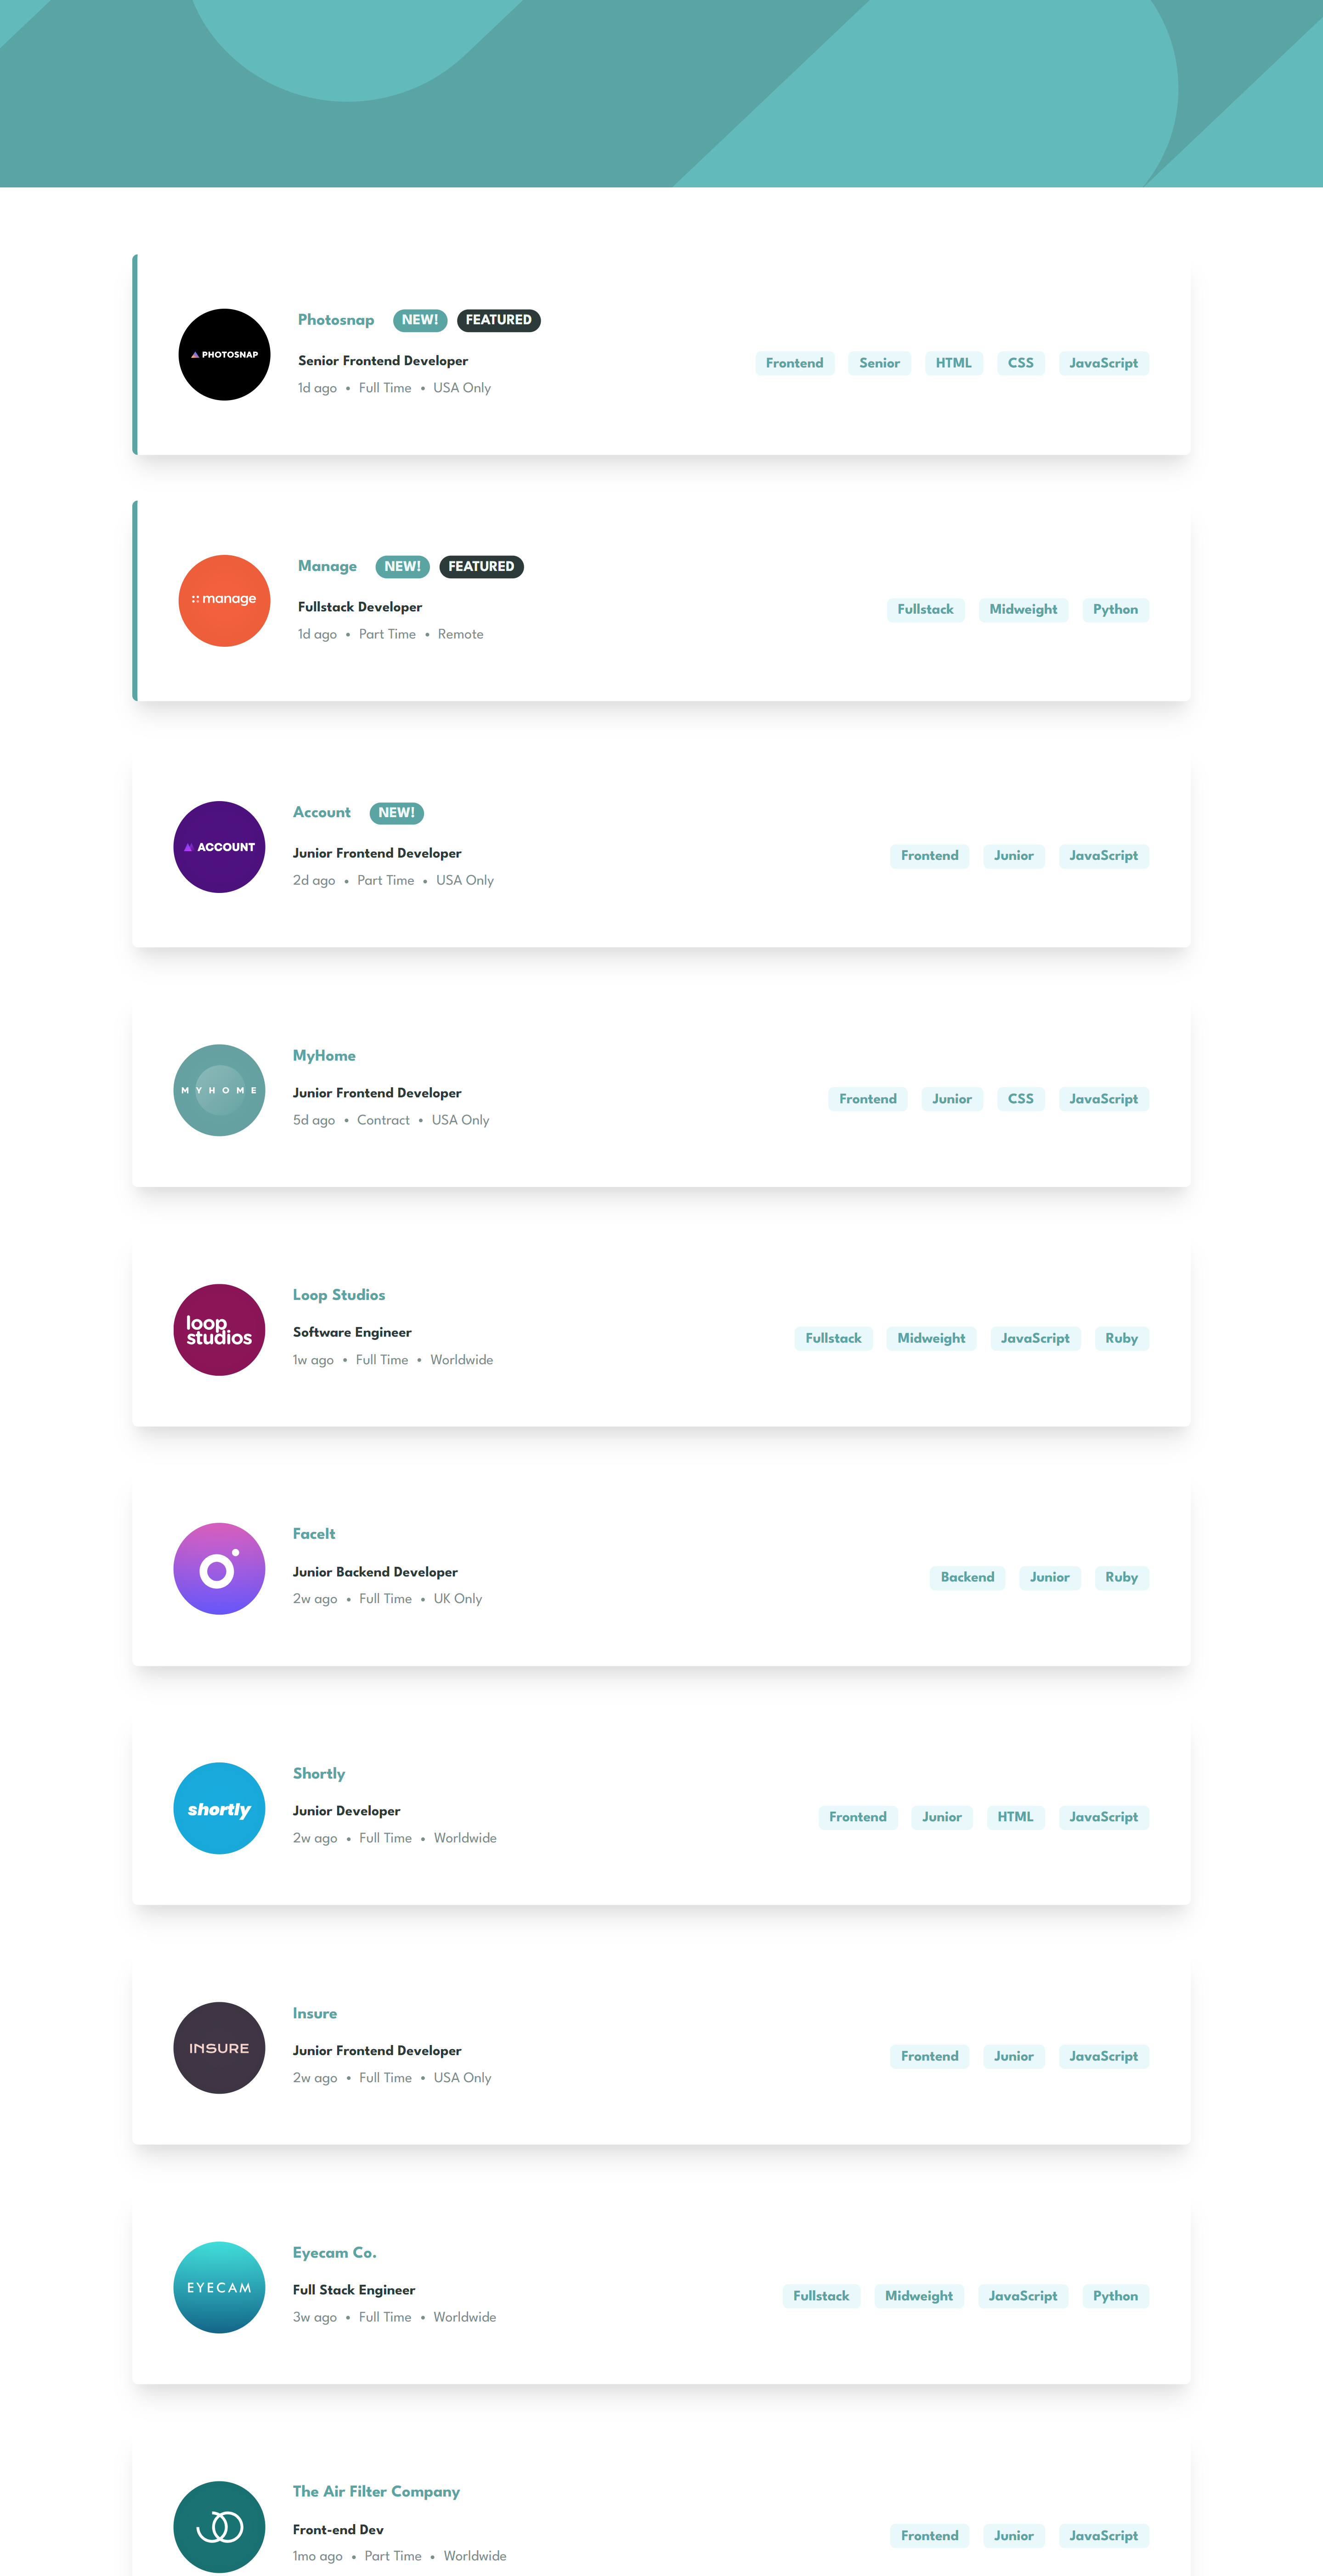 Photosnap NEW! FEATURED
PHOTOSNAP
Senior Frontend Developer
1d ago • Full Time • USA Only
Frontend Senior HTML CSS JavaScript
Manage NEW! FEATURED
manage
Fullstack Developer
1d ago • Part Time • Remote
Fullstack Midweight Python
Account NEW!
ACCOUNT
Junior Frontend Developer
2d ago • Part Time • USA Only
Frontend Junior JavaScript
MyHome
MYHOME
Junior Frontend Developer
5d ago • Contract • USA Only
Frontend Junior CSS JavaScript
Loop Studios
loop
studios
Software Engineer
1w ago • Full Time • Worldwide
Fullstack Midweight JavaScript Ruby
FaceIt
Junior Backend Developer
2w ago • Full Time • UK Only
Backend Junior Ruby
Shortly
shortly
Junior Developer
2w ago • Full Time • Worldwide
Frontend Junior HTML JavaScript
Insure
INSURE
Junior Frontend Developer
2w ago • Full Time • USA Only
Frontend Junior JavaScript
Eyecam Co.
EYECAM
Full Stack Engineer
3w ago • Full Time • Worldwide
Fullstack Midweight JavaScript Python
The Air Filter Company
Front-end Dev
1mo ago • Part Time • Worldwide
Frontend Junior JavaScript